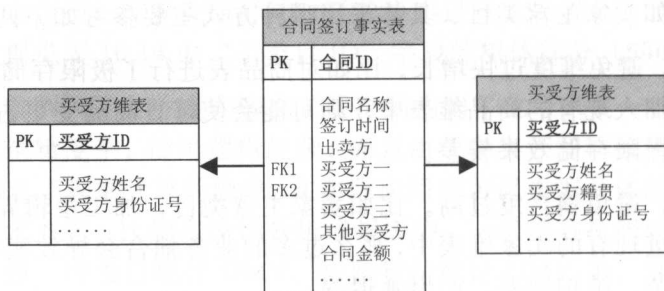 合同签订事实表
PK 合同ID
合同名称
签订时间
出卖方
FK1 买受方一
FK2 买受方二
买受方三
其他买受方
合同金额
······
买受方维表
PK 买受方ID
买受方姓名
买受方身份证号
······
买受方维表
PK 买受方ID
买受方姓名
买受方籍贯
买受方身份证号
······